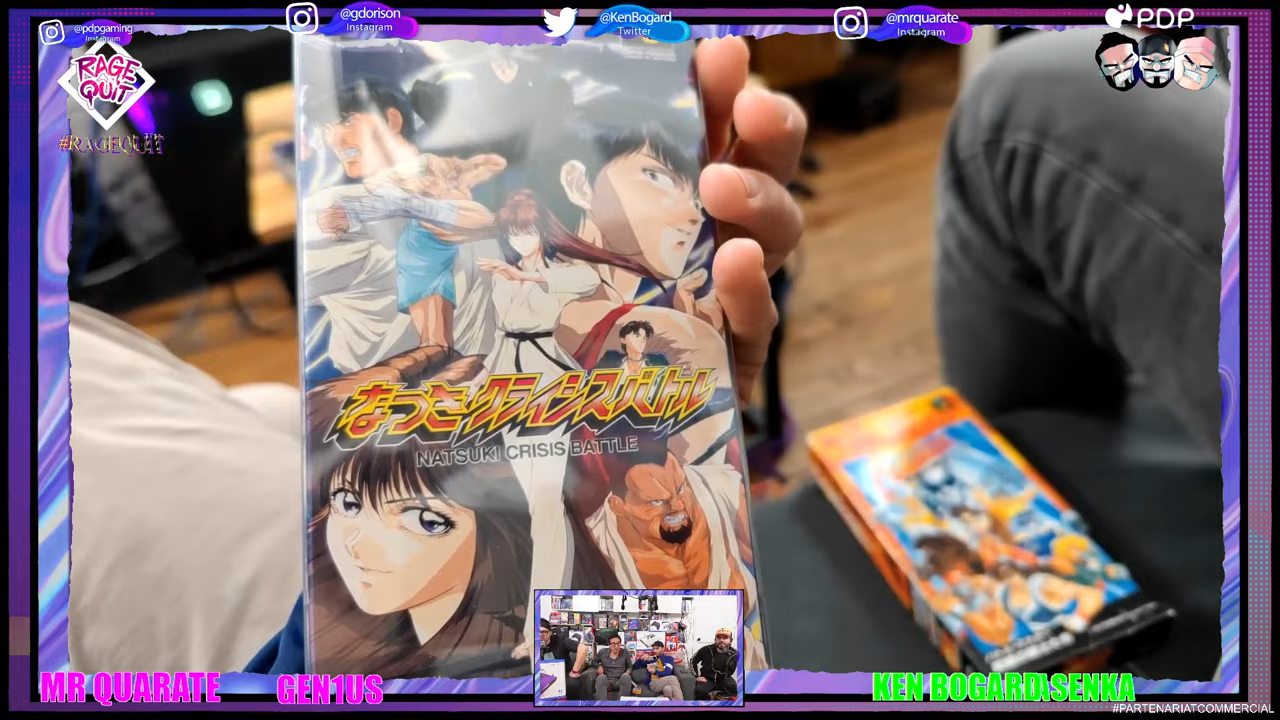 @pdpgaming
Instagram
@gdorison
Instagram
@KenBogard
Twitter
@mrquarate
Instagram
PDP
RAGE
QUIT
#RAGEQUIT
なつきクライシスバトル
NATSUKI CRISIS BATTLE
MR QUARATE
GEN1US
KEN BOGARD\SENKA
#PARTENARIATCOMMERCIAL